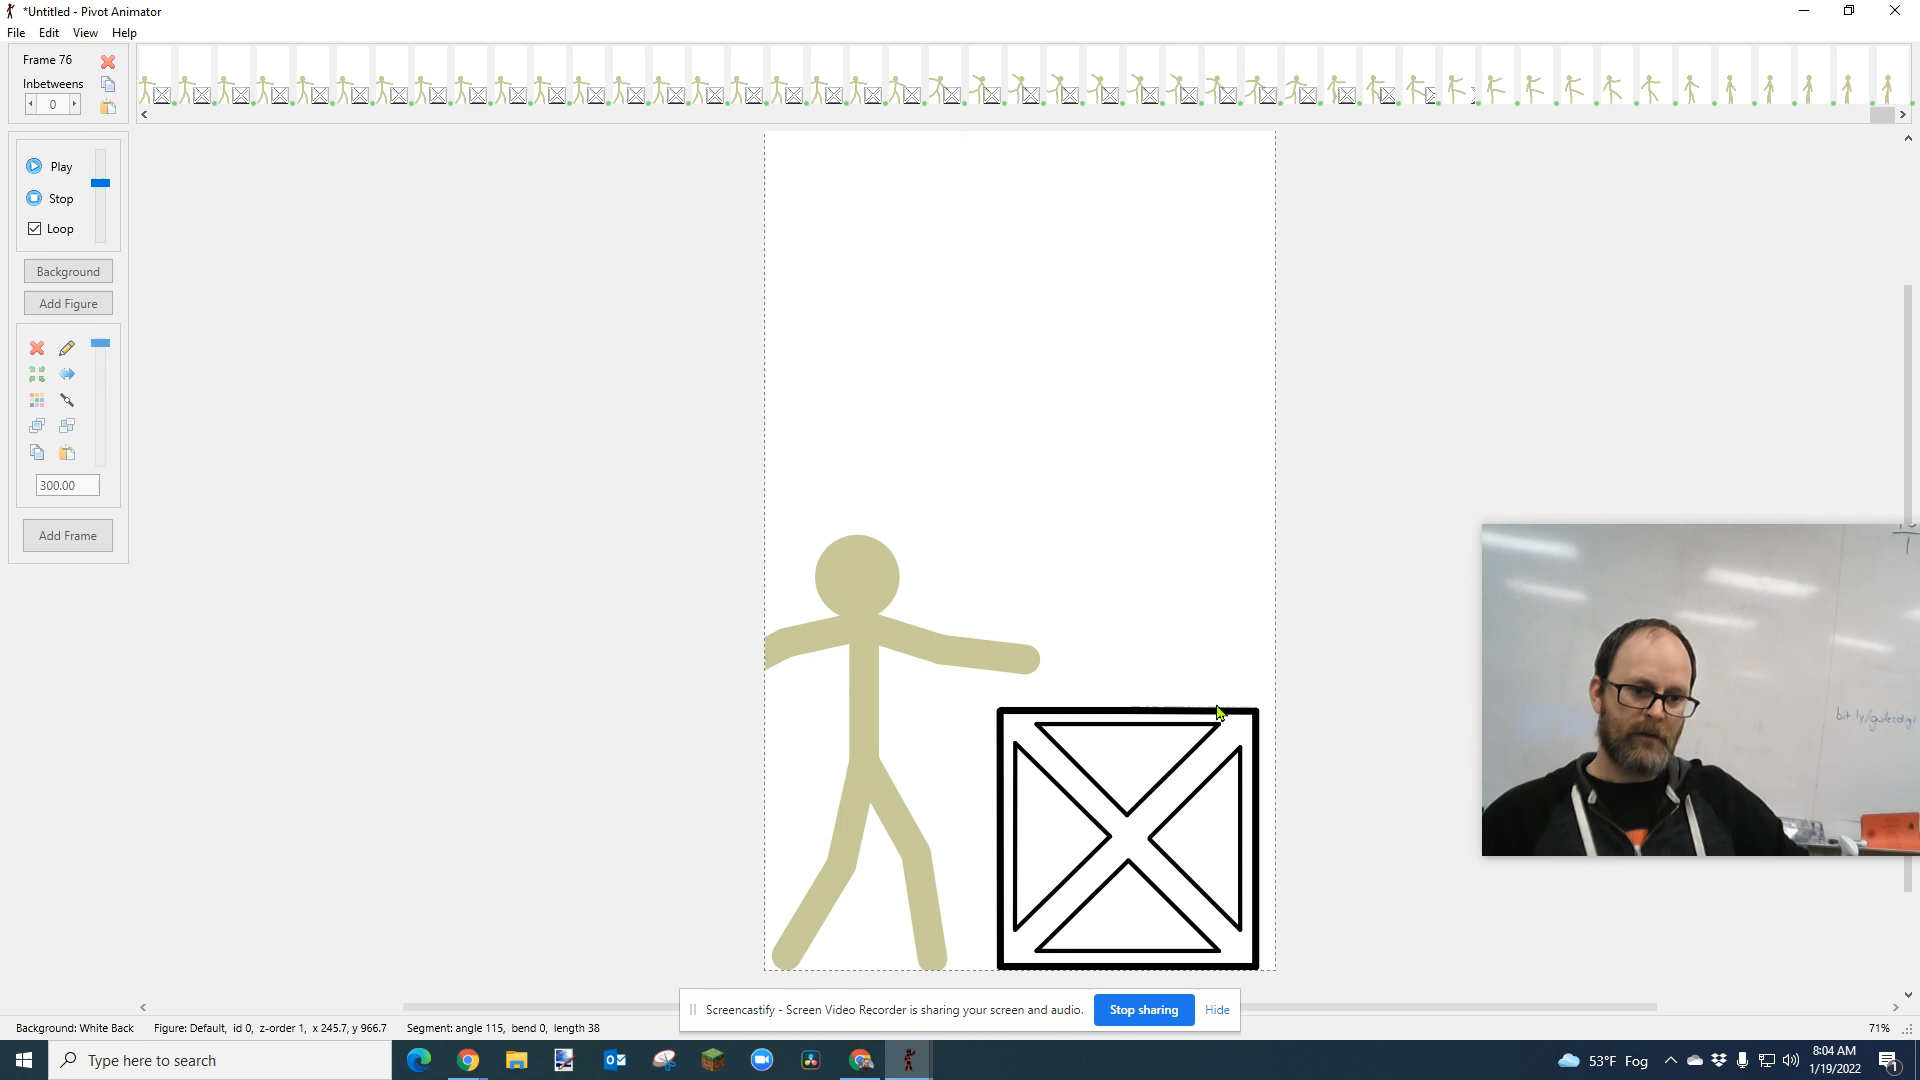 *Untitled - Pivot Animator
File Edit View Help
Frame 76
Inbetweens
0
Play
Stop
Loop
Background
Add Figure
300.00
Add Frame
Screencastify - Screen Video Recorder is sharing your screen and audio. Stop sharing Hide
Background: White Back Figure: Default, id 0, z-order 1, x 245.7, y 966.7 Segment: angle 115, bend 0, length 38 71%
Type here to search
53°F Fog
8:04 AM
1/19/2022
1